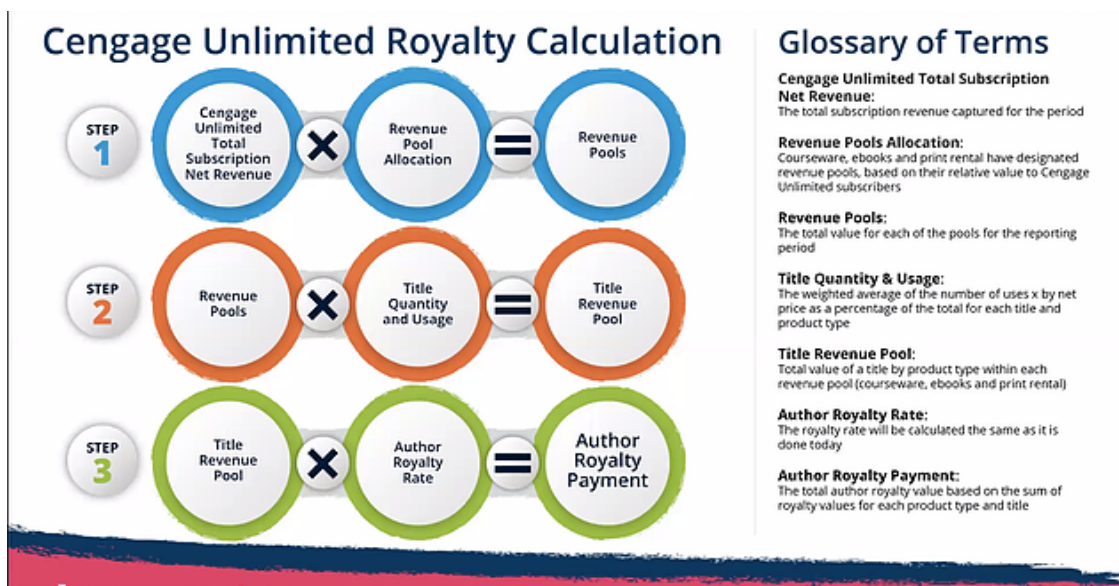 Cengage Unlimited Royalty Calculation
STEP
1
Cengage
Unlimited
Total
Subscription
Net Revenue
×
Revenue
Pool
Allocation
=
Revenue
Pools
STEP
2
Revenue
Pools
×
Title
Quantity
and Usage
=
Title
Revenue
Pool
STEP
3
Title
Revenue
Pool
×
Author
Royalty
Rate
=
Author
Royalty
Payment
Glossary of Terms
Cengage Unlimited Total Subscription
Net Revenue:
The total subscription revenue captured for the period
Revenue Pools Allocation:
Courseware, ebooks and print rental have designated
revenue pools, based on their relative value to Cengage
Unlimited subscribers
Revenue Pools:
The total value for each of the pools for the reporting
period
Title Quantity & Usage:
The weighted average of the number of uses x by net
price as a percentage of the total for each title and
product type
Title Revenue Pool:
Total value of a title by product type within each
revenue pool (courseware, ebooks and print rental)
Author Royalty Rate:
The royalty rate will be calculated the same as it is
done today
Author Royalty Payment:
The total author royalty value based on the sum of
royalty values for each product type and title